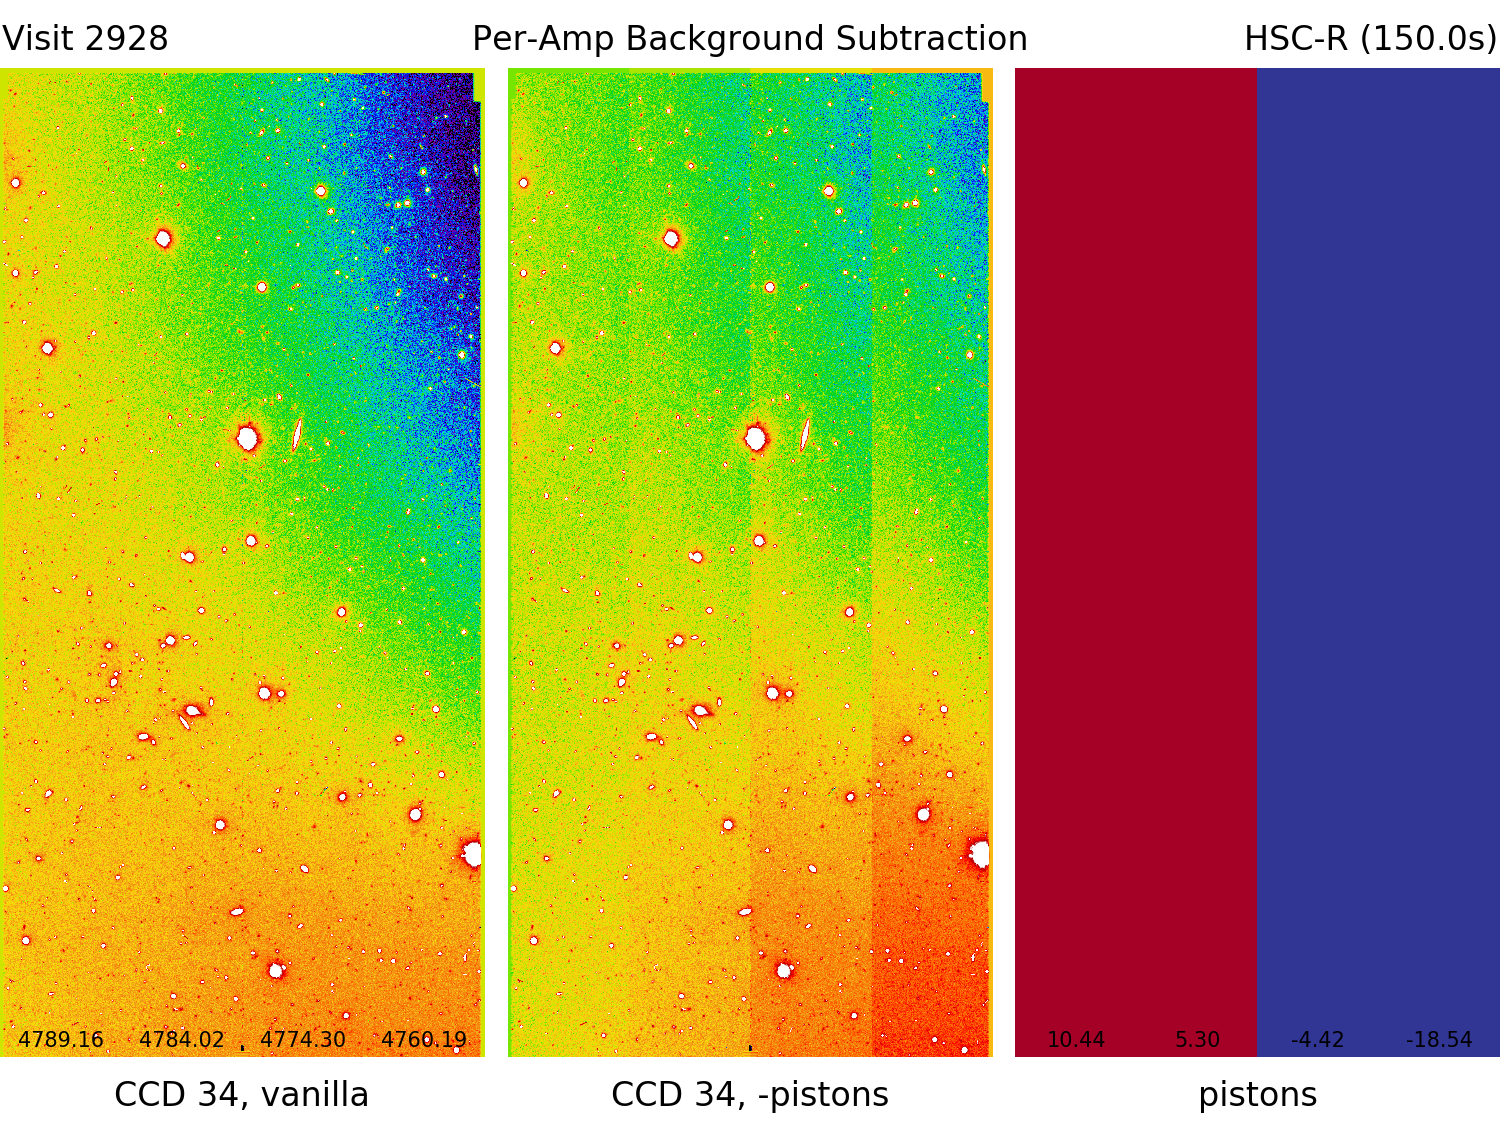 Visit 2928 Per-Amp Background Subtraction HSC-R (150.0s)
4789.16 4784.02 4774.30 4760.19 10.44 5.30 -4.42 -18.54
CCD 34, vanilla CCD 34, -pistons pistons